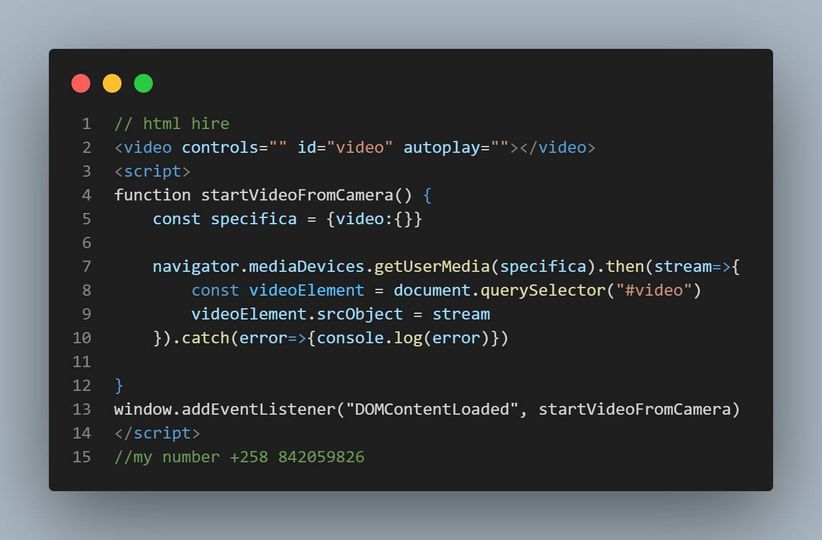 1 // html hire
2 <video controls="" id="video" autoplay=""></video>
3 <script>
4 function startVideoFromCamera() {
5     const specifica = {video:{}}
6
7     navigator.mediaDevices.getUserMedia(specifica).then(stream=>{
8         const videoElement = document.querySelector("#video")
9         videoElement.srcObject = stream
10     }).catch(error=>{console.log(error)})
11
12 }
13 window.addEventListener("DOMContentLoaded", startVideoFromCamera)
14 </script>
15 //my number +258 842059826